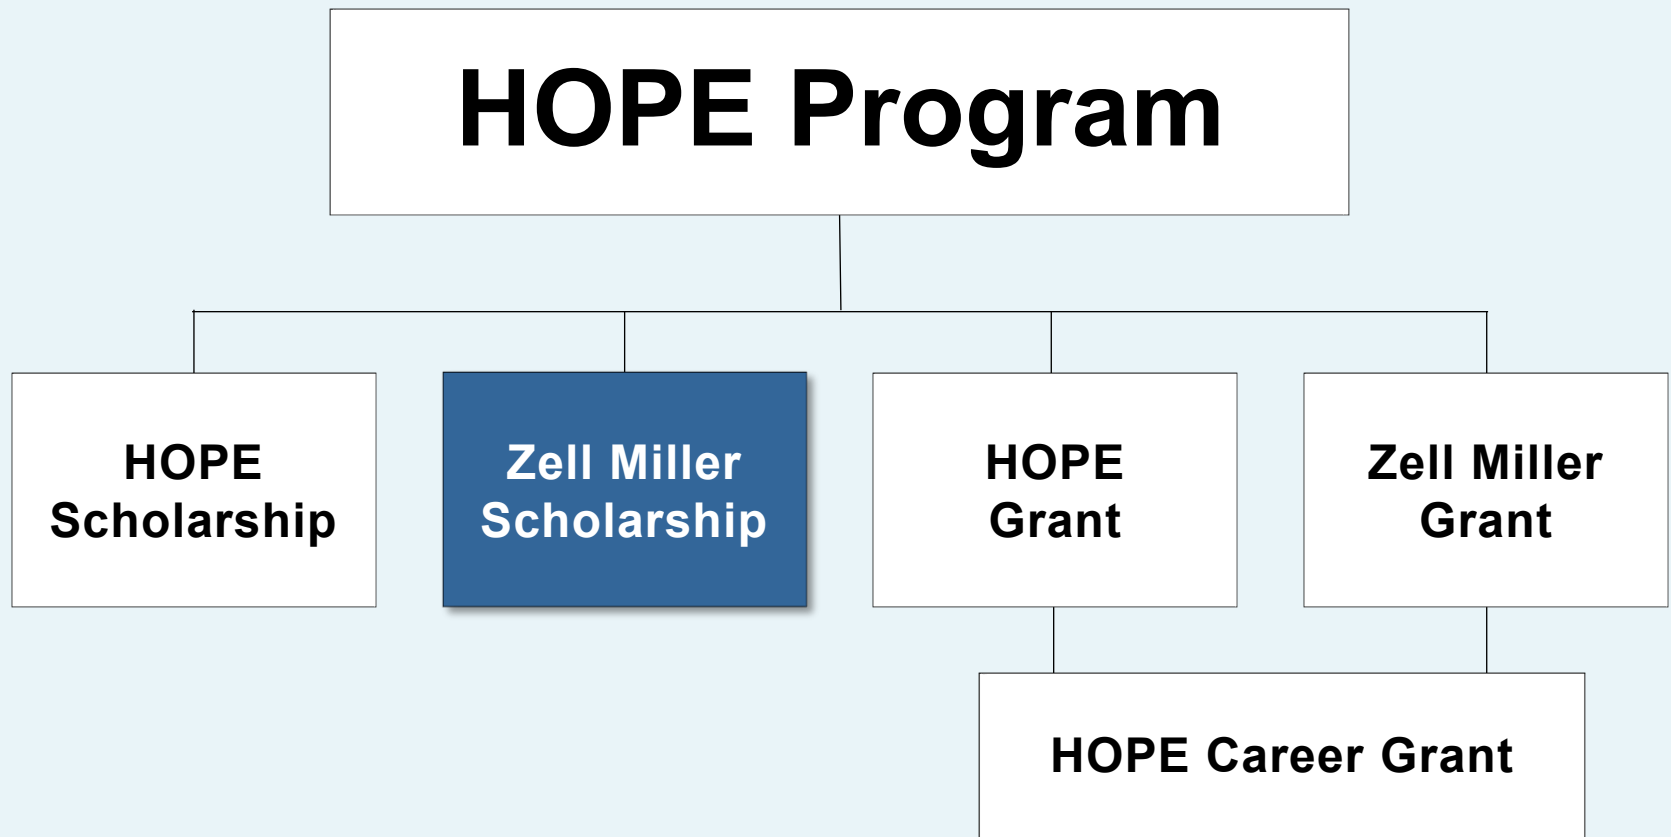 HOPE Program
HOPE
Scholarship
Zell Miller
Scholarship
HOPE
Grant
Zell Miller
Grant
HOPE Career Grant